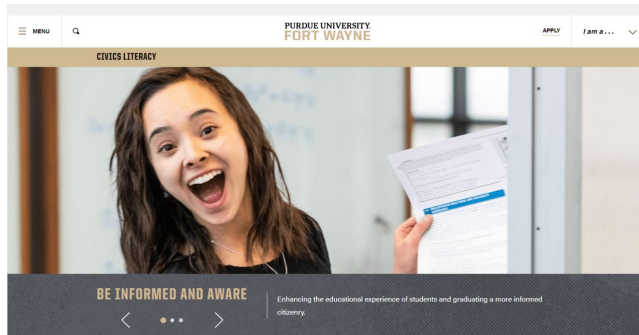 MENU
PURDUE UNIVERSITY.
FORT WAYNE
APPLY
I am a . . .
CIVICS LITERACY
BE INFORMED AND AWARE
Enhancing the educational experience of students and graduating a more informed
citizenry.